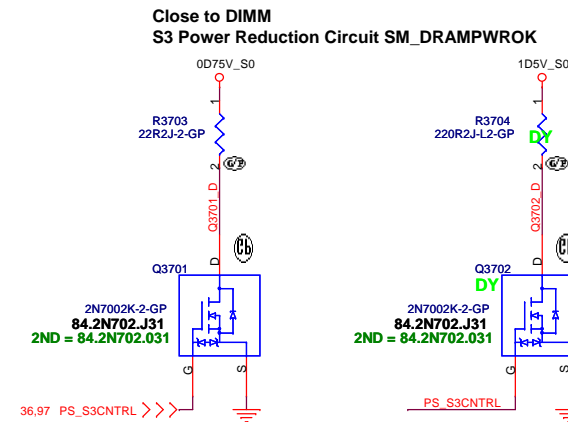 Close to DIMM
S3 Power Reduction Circuit SM_DRAMPWROK
0D75V_S0
1
R3703
22R2J-2-GP
2
Q3701_D
D
Q3701
2N7002K-2-GP
84.2N702.J31
2ND = 84.2N702.031
G
S
36,97 PS_S3CNTRL
1D5V_S0
1
R3704
220R2J-L2-GP
DY
2
Q3702_D
D
Q3702
DY
2N7002K-2-GP
84.2N702.J31
2ND = 84.2N702.031
G
S
PS_S3CNTRL